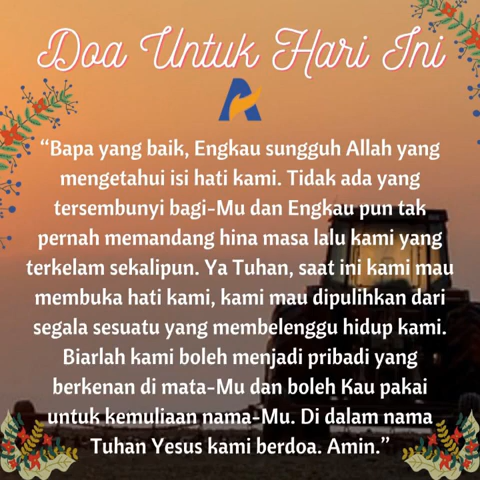 Doa Untuk Hari Ini
“Bapa yang baik, Engkau sungguh Allah yang
mengetahui isi hati kami. Tidak ada yang
tersembunyi bagi-Mu dan Engkau pun tak
pernah memandang hina masa lalu kami yang
terkelam sekalipun. Ya Tuhan, saat ini kami mau
membuka hati kami, kami mau dipulihkan dari
segala sesuatu yang membelenggu hidup kami.
Biarlah kami boleh menjadi pribadi yang
berkenan di mata-Mu dan boleh Kau pakai
untuk kemuliaan nama-Mu. Di dalam nama
Tuhan Yesus kami berdoa. Amin.”